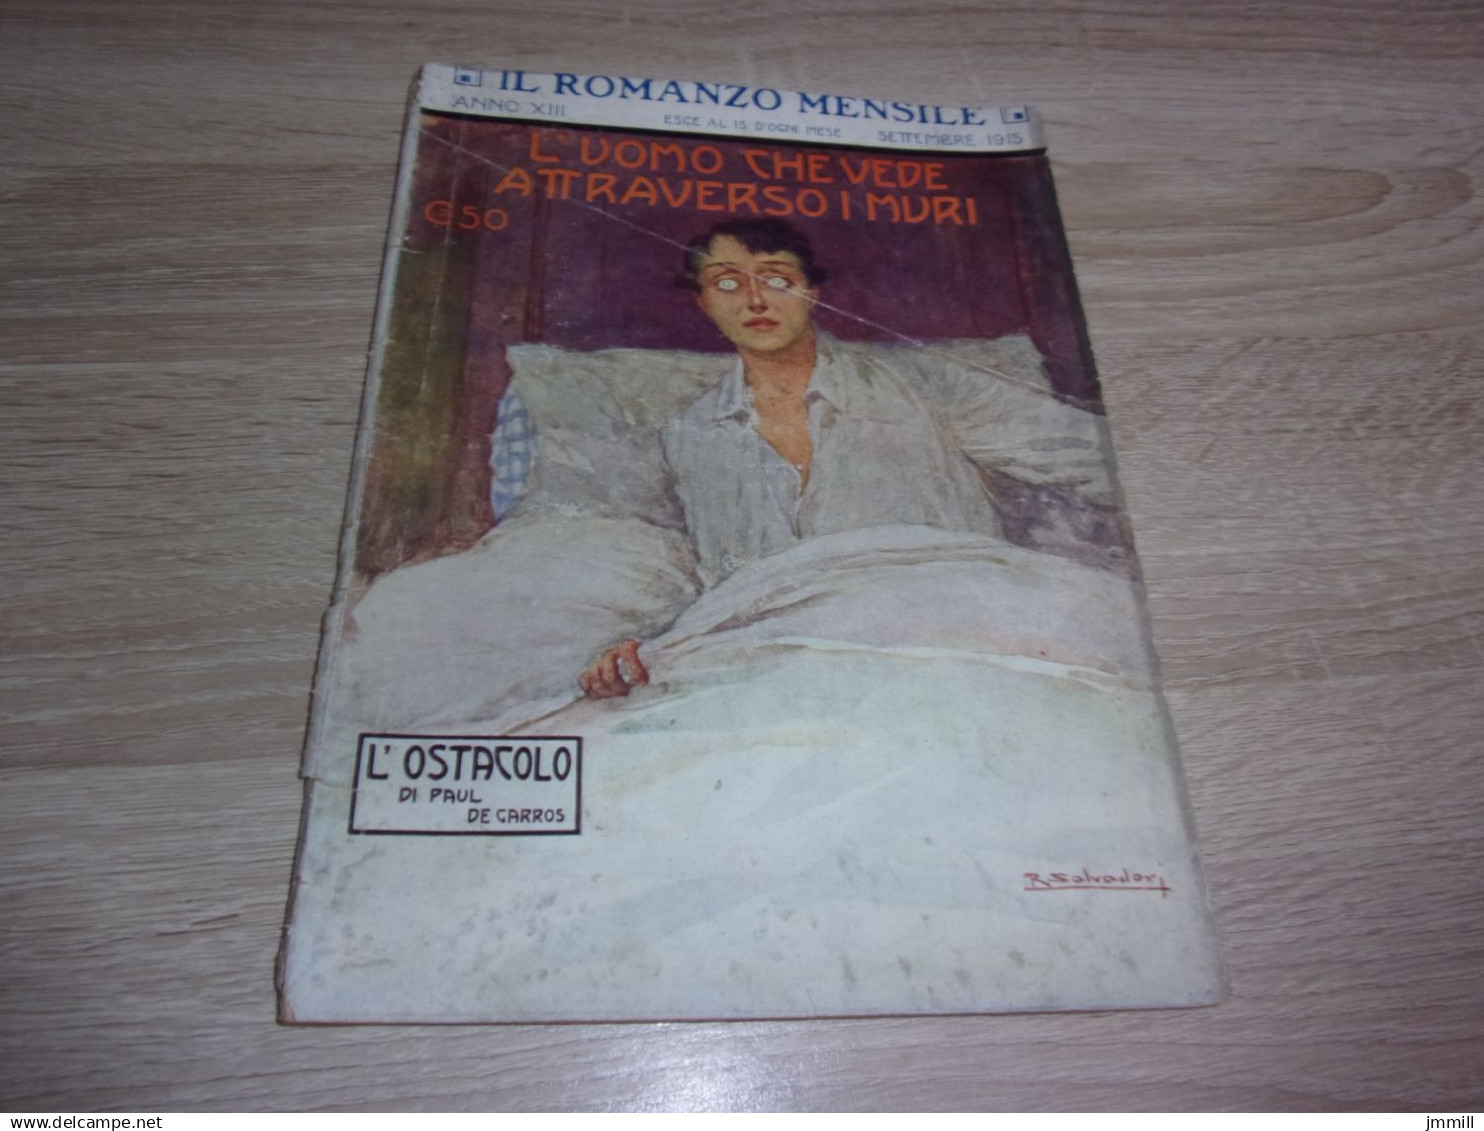 IL ROMANZO MENSILE
ANNO XIII ESCE AL 15 D'OGNI MESE SETTEMBRE 1915
L'UOMO CHE VEDE
ATTRAVERSO I MURI
C 50
L'OSTACOLO
DI PAUL
DE GARROS
R. Salvadori
delcampe.net
jmmill